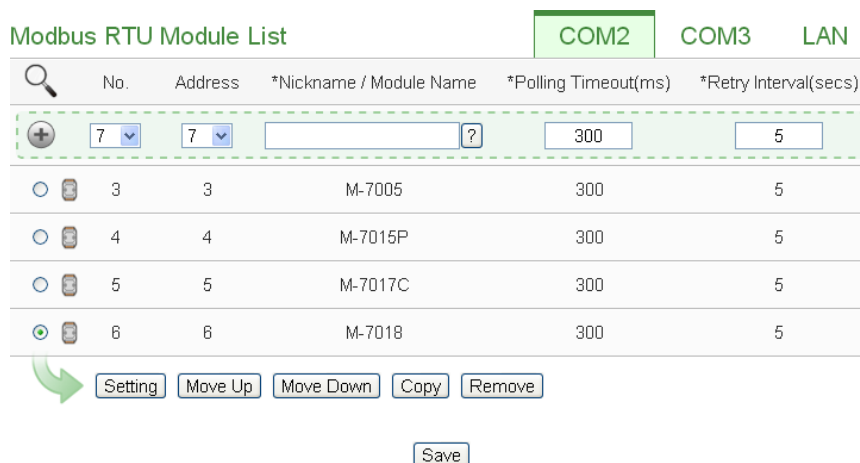 Modbus RTU Module List COM2 COM3 LAN
No. Address *Nickname / Module Name *Polling Timeout(ms) *Retry Interval(secs)
7 7 ? 300 5
3 3 M-7005 300 5
4 4 M-7015P 300 5
5 5 M-7017C 300 5
6 6 M-7018 300 5
Setting Move Up Move Down Copy Remove
Save